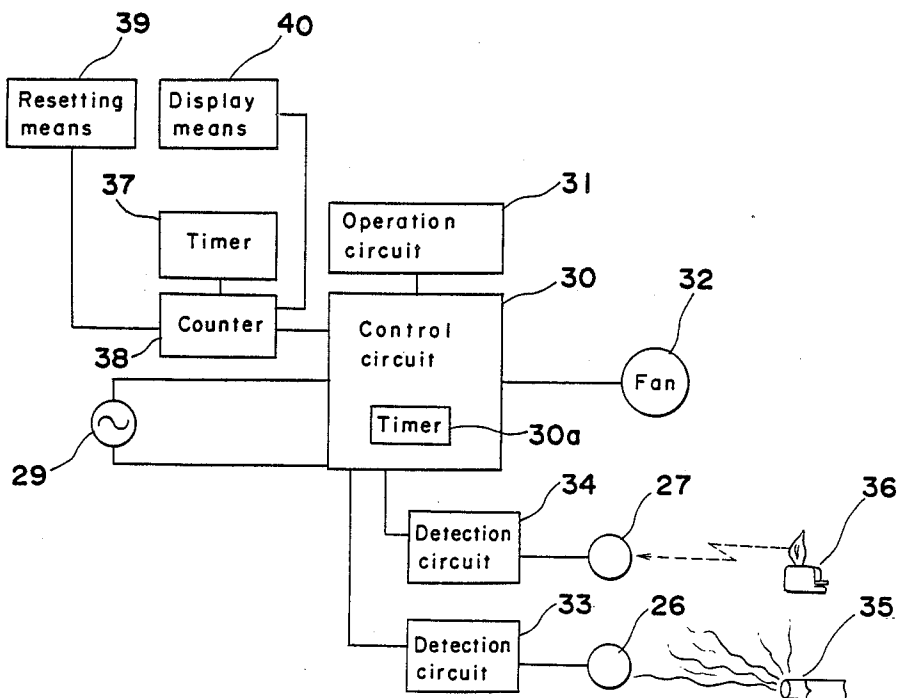 39
40
Resetting
means
Display
means
37
31
Timer
Operation
circuit
30
32
Counter
Control
circuit
38
Fan
Timer
30a
29
34
27
36
Detection
circuit
33
26
35
Detection
circuit